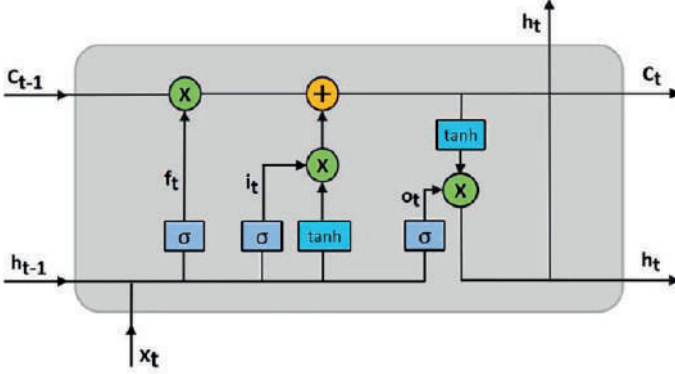 hₜ
Cₜ₋₁
X
+
Cₜ
tanh
fₜ
iₜ
X
oₜ
X
σ
σ
tanh
σ
hₜ₋₁
hₜ
xₜ